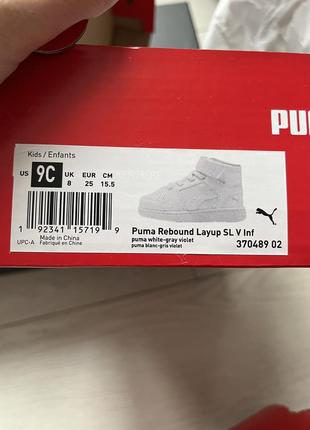 PU
Kids / Enfants
US 9C UK 8 EUR 25 CM 15.5
1 92341 15719 9
UPC-A
Made in China
Fabriqué en Chine
Puma Rebound Layup SL V Inf
puma white-gray violet
puma blanc-gris violet
370489 02